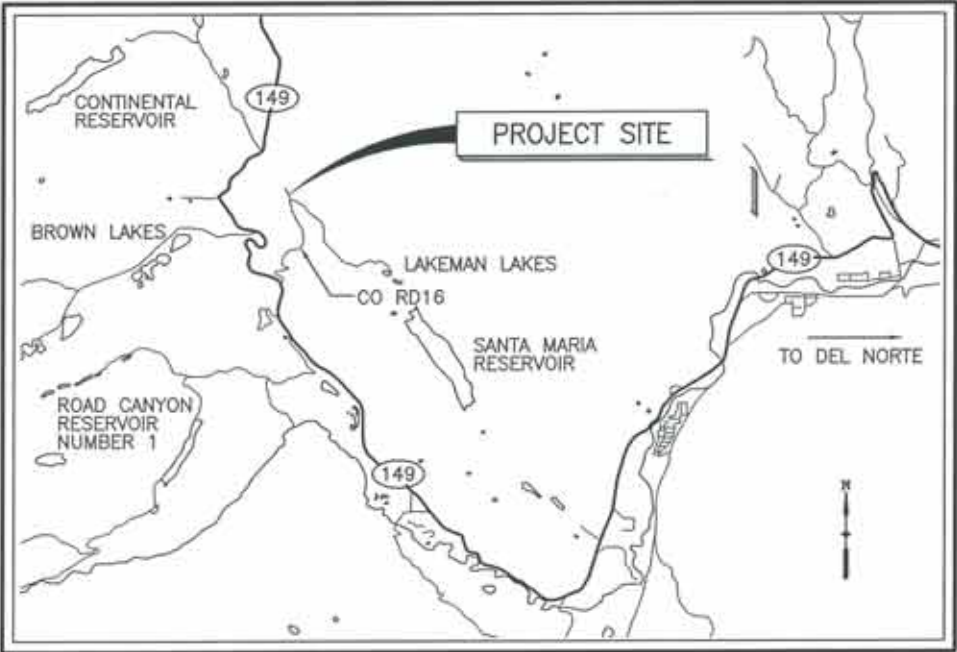 149
CONTINENTAL
RESERVOIR
PROJECT SITE
BROWN LAKES
149
LAKEMAN LAKES
CO RD16
SANTA MARIA
RESERVOIR
TO DEL NORTE
ROAD CANYON
RESERVOIR
NUMBER 1
149
N